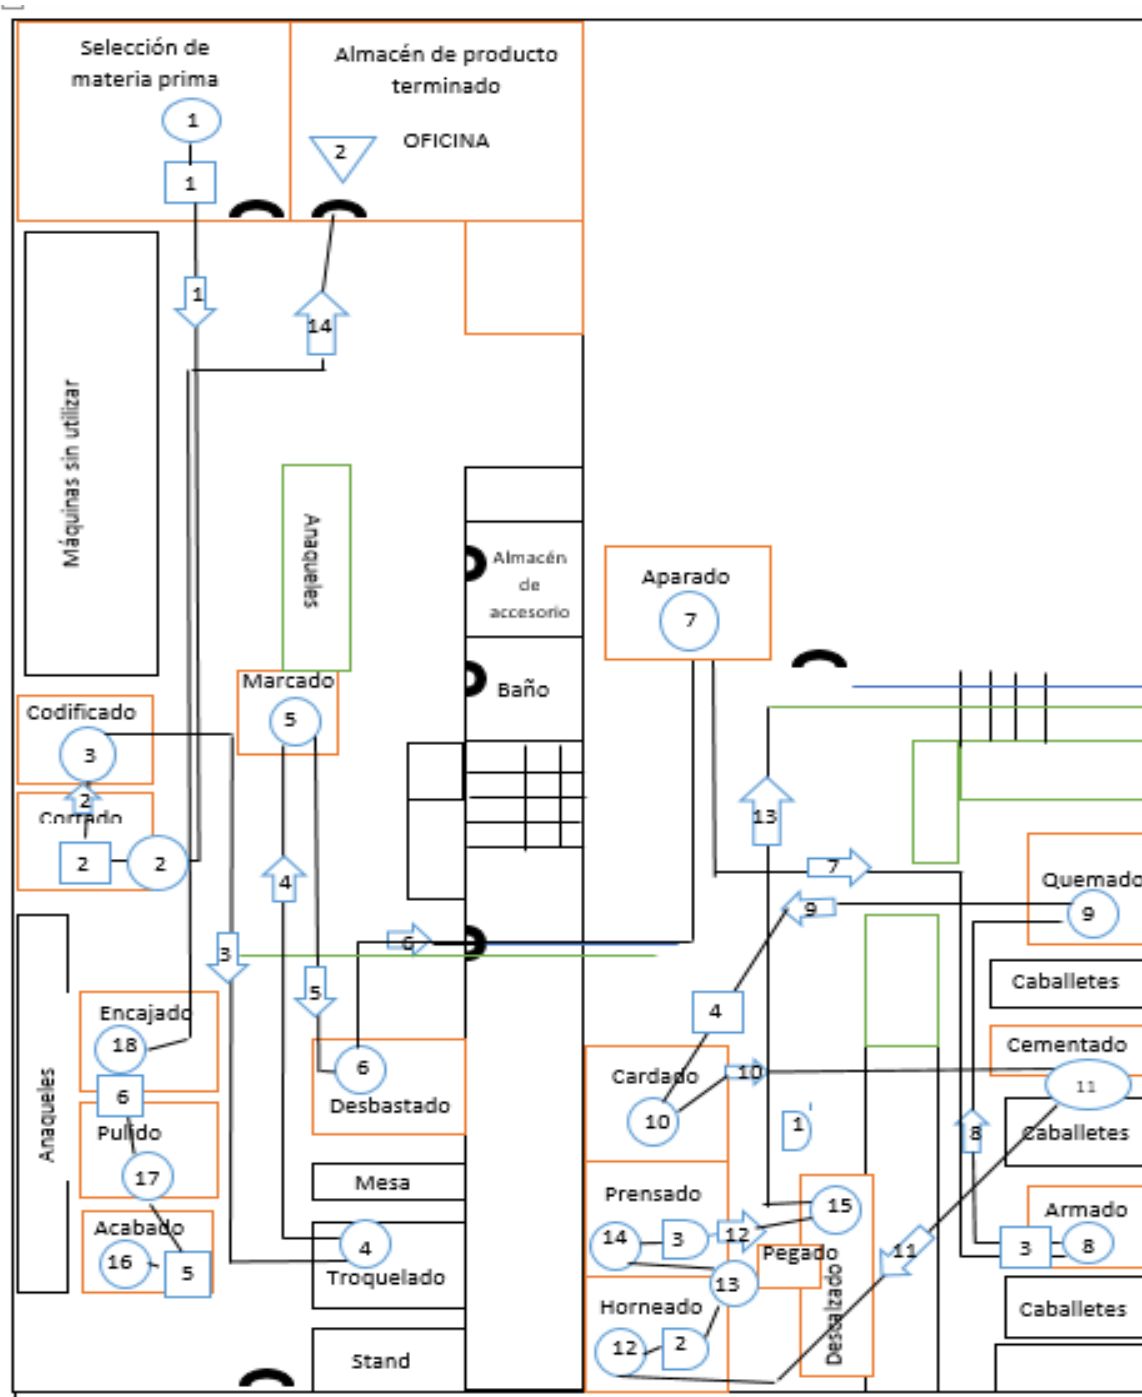 Selección de
materia prima
1
1
Almacén de producto
terminado
OFICINA
2
1
14
Máquinas sin utilizar
Anaqueles
Almacén
de
accesorio
Baño
Aparado
7
Marcado
5
Codificado
3
2
Cortado
2
2
4
3
5
6
13
7
9
Quemado
9
4
Caballetes
Cementado
11
Caballetes
8
Armado
3
8
Caballetes
Anaqueles
Encajado
18
6
Pulido
17
Acabado
16
5
6
Desbastado
Mesa
4
Troquelado
Stand
Cardado
10
10
1
Prensado
14
3
12
15
Pegado
13
11
Descalzado
Horneado
12
2